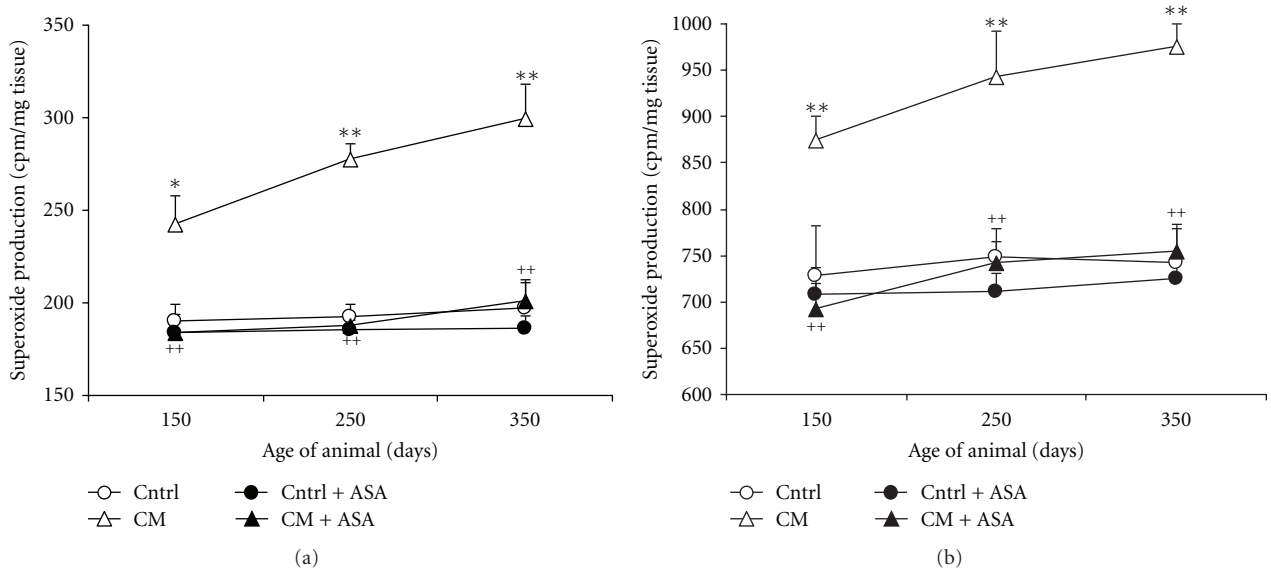 350
300
250
200
150
Superoxide production (cpm/mg tissue)
*
**
**
++
++
++
150 250 350
Age of animal (days)
Cntrl
Cntrl + ASA
CM
CM + ASA
(a)
1000
950
900
850
800
750
700
650
600
Superoxide production (cpm/mg tissue)
**
**
**
++
++
++
150 250 350
Age of animal (days)
Cntrl
Cntrl + ASA
CM
CM + ASA
(b)